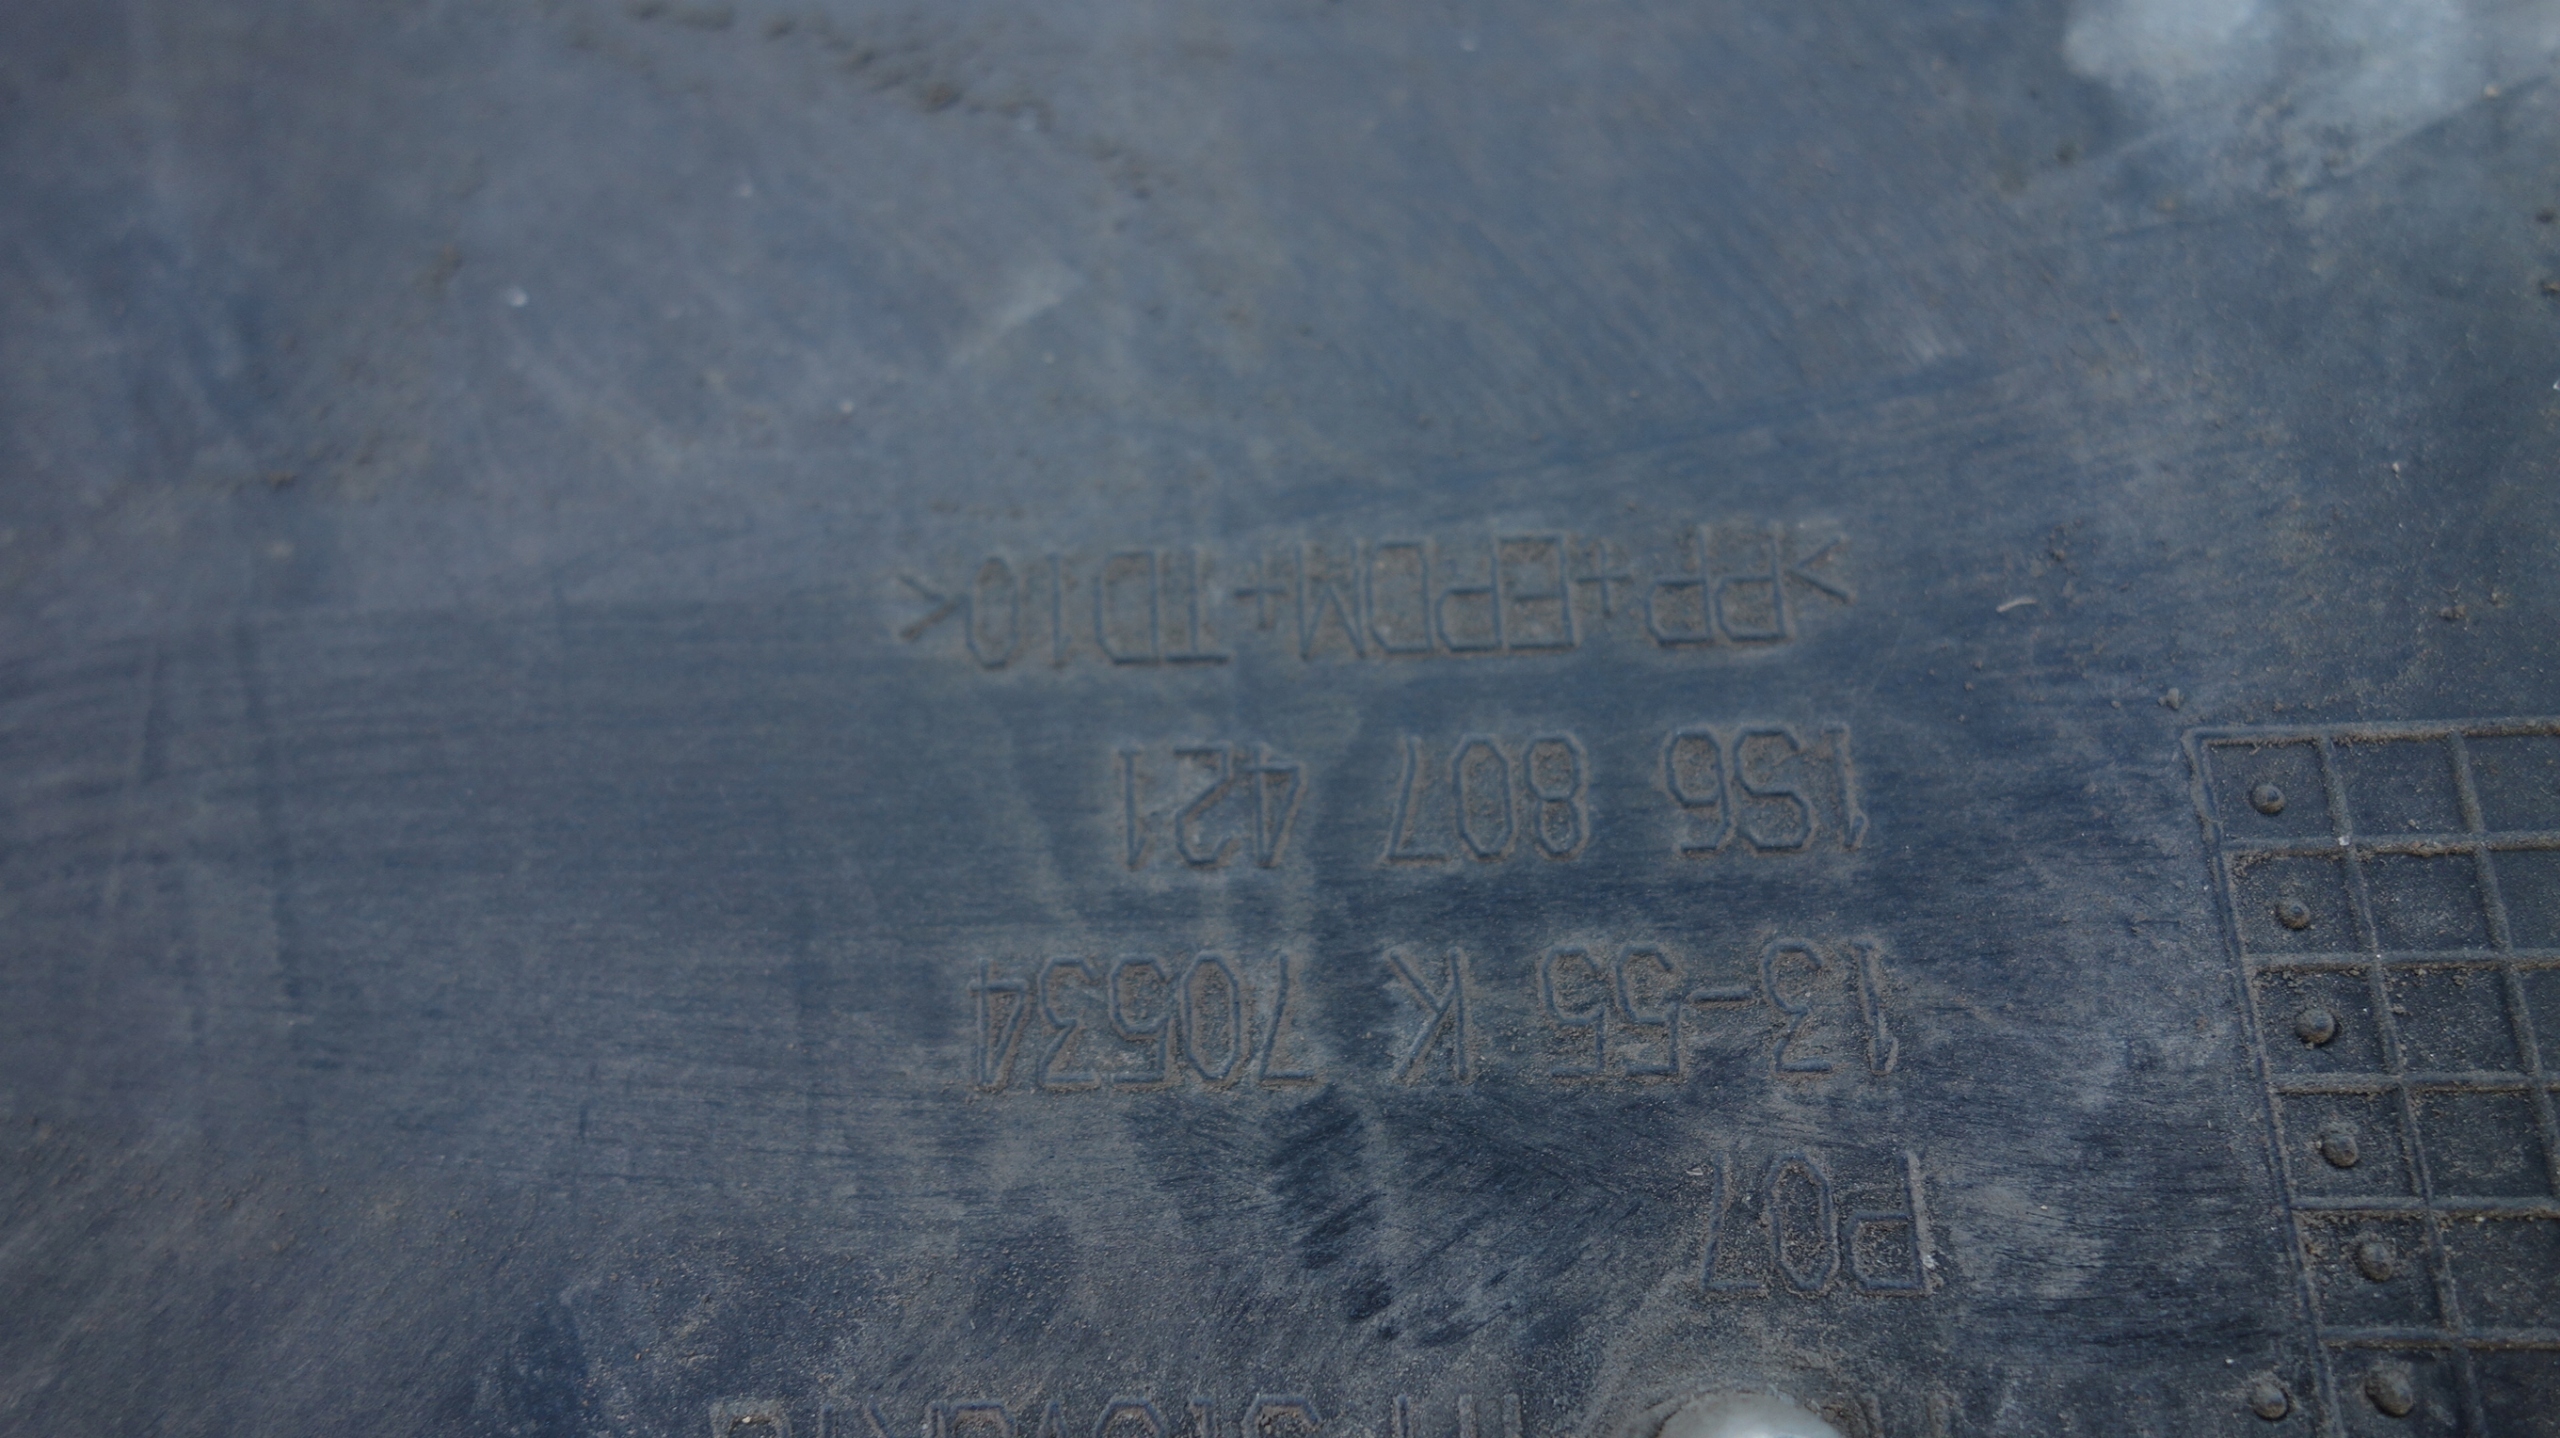 P07
13-55 K 70534
1S6 807 421
>PP+EPDM+TD10<